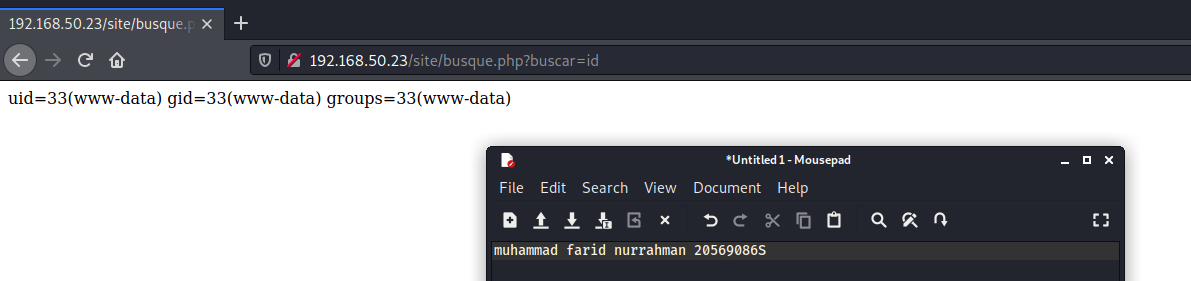 192.168.50.23/site/busque.p
192.168.50.23/site/busque.php?buscar=id
uid=33(www-data) gid=33(www-data) groups=33(www-data)
*Untitled 1 - Mousepad
File Edit Search View Document Help
muhammad farid nurrahman 20569086S